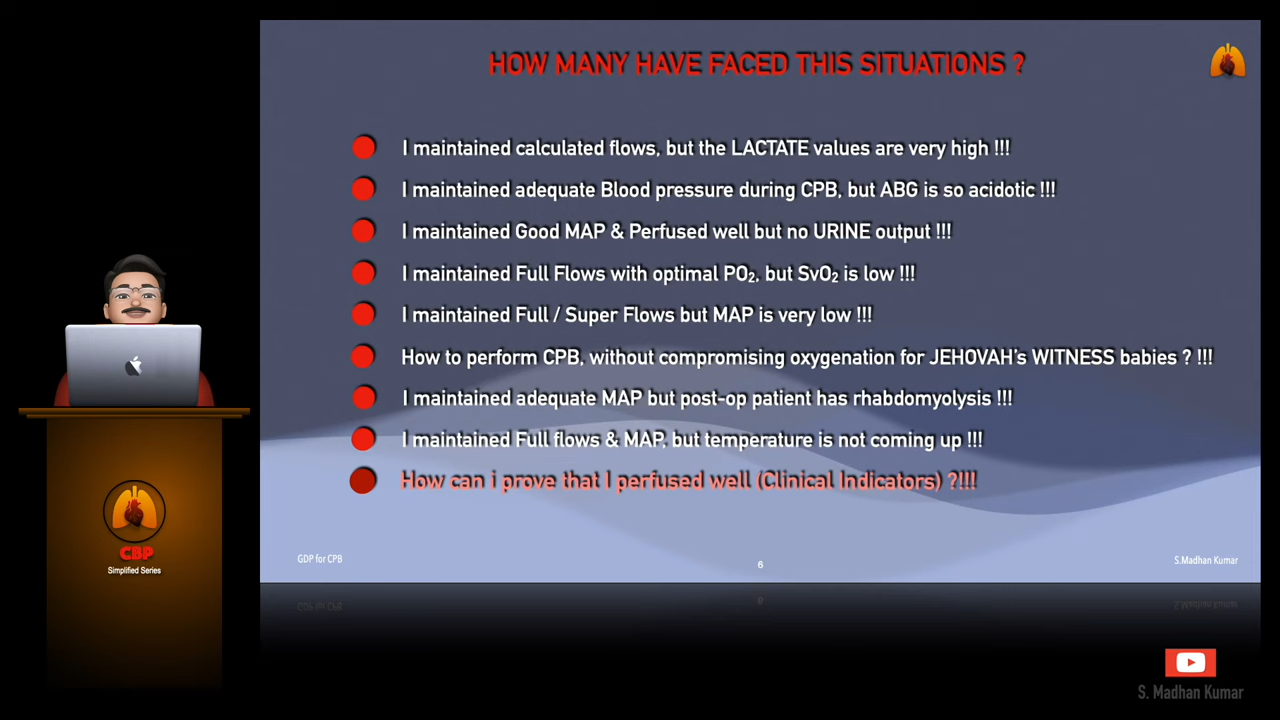 HOW MANY HAVE FACED THIS SITUATIONS ?
I maintained calculated flows, but the LACTATE values are very high !!!
I maintained adequate Blood pressure during CPB, but ABG is so acidotic !!!
I maintained Good MAP & Perfused well but no URINE output !!!
I maintained Full Flows with optimal PO₂, but SvO₂ is low !!!
I maintained Full / Super Flows but MAP is very low !!!
How to perform CPB, without compromising oxygenation for JEHOVAH's WITNESS babies ? !!!
I maintained adequate MAP but post-op patient has rhabdomyolysis !!!
I maintained Full flows & MAP, but temperature is not coming up !!!
How can i prove that I perfused well (Clinical Indicators) ?!!!
CBP
Simplified Series
GDP for CPB
6
S.Madhan Kumar
S. Madhan Kumar